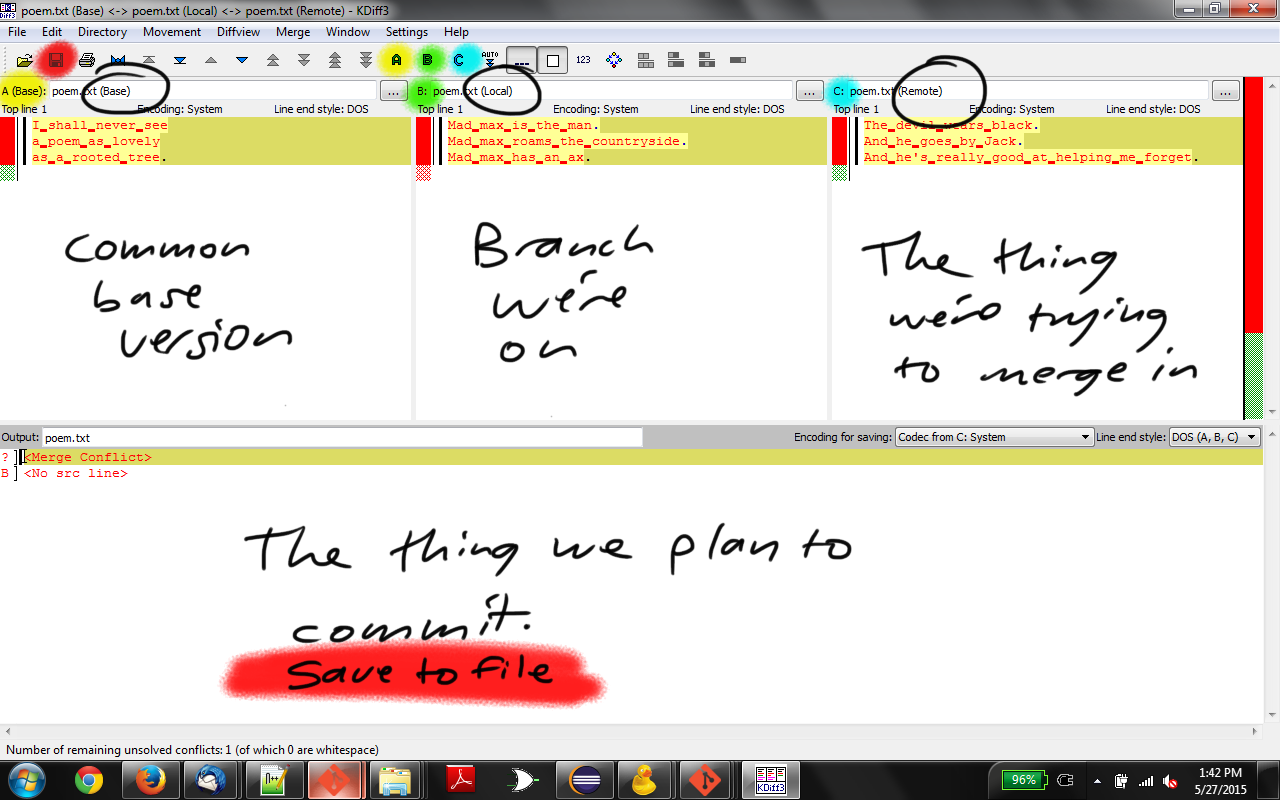 poem.txt (Base) <-> poem.txt (Local) <-> poem.txt (Remote) - KDiff3
File Edit Directory Movement Diffview Merge Window Settings Help
A B C AUTO 123
A (Base): poem.txt (Base) ... B: poem.txt (Local) ... C: poem.txt (Remote) ...
Top line 1 Encoding: System Line end style: DOS Top line 1 Encoding: System Line end style: DOS Top line 1 Encoding: System Line end style: DOS
I_shall_never_see
a_poem_as_lovely
as_a_rooted_tree.
Mad_max_is_the_man.
Mad_max_roams_the_countryside.
Mad_max_has_an_ax.
The_devil_wears_black.
And_he_goes_by_Jack.
And_he's_really_good_at_helping_me_forget.
Common
base
version
Branch
we're
on
The thing
we're trying
to merge in
Output: poem.txt Encoding for saving: Codec from C: System Line end style: DOS (A, B, C)
? ] <Merge Conflict>
B ] <No src line>
The thing we plan to
commit.
Save to file
Number of remaining unsolved conflicts: 1 (of which 0 are whitespace)
96% 1:42 PM
KDiff3 5/27/2015